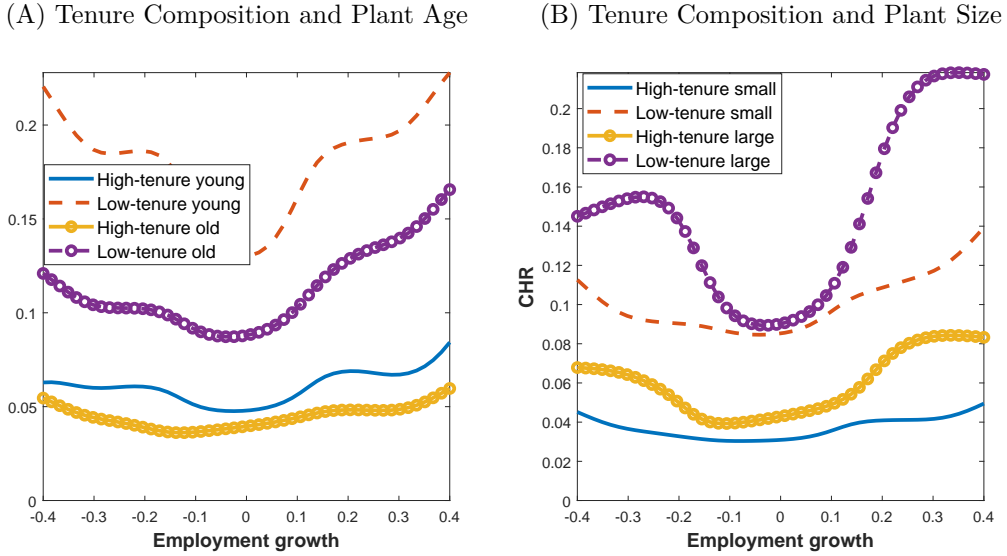 (A) Tenure Composition and Plant Age
(B) Tenure Composition and Plant Size
0.2
0.15
0.1
0.05
0
-0.4 -0.3 -0.2 -0.1 0 0.1 0.2 0.3 0.4
Employment growth
High-tenure young
Low-tenure young
High-tenure old
Low-tenure old
CHR
0.2
0.18
0.16
0.14
0.12
0.1
0.08
0.06
0.04
0.02
0
-0.4 -0.3 -0.2 -0.1 0 0.1 0.2 0.3 0.4
Employment growth
High-tenure small
Low-tenure small
High-tenure large
Low-tenure large